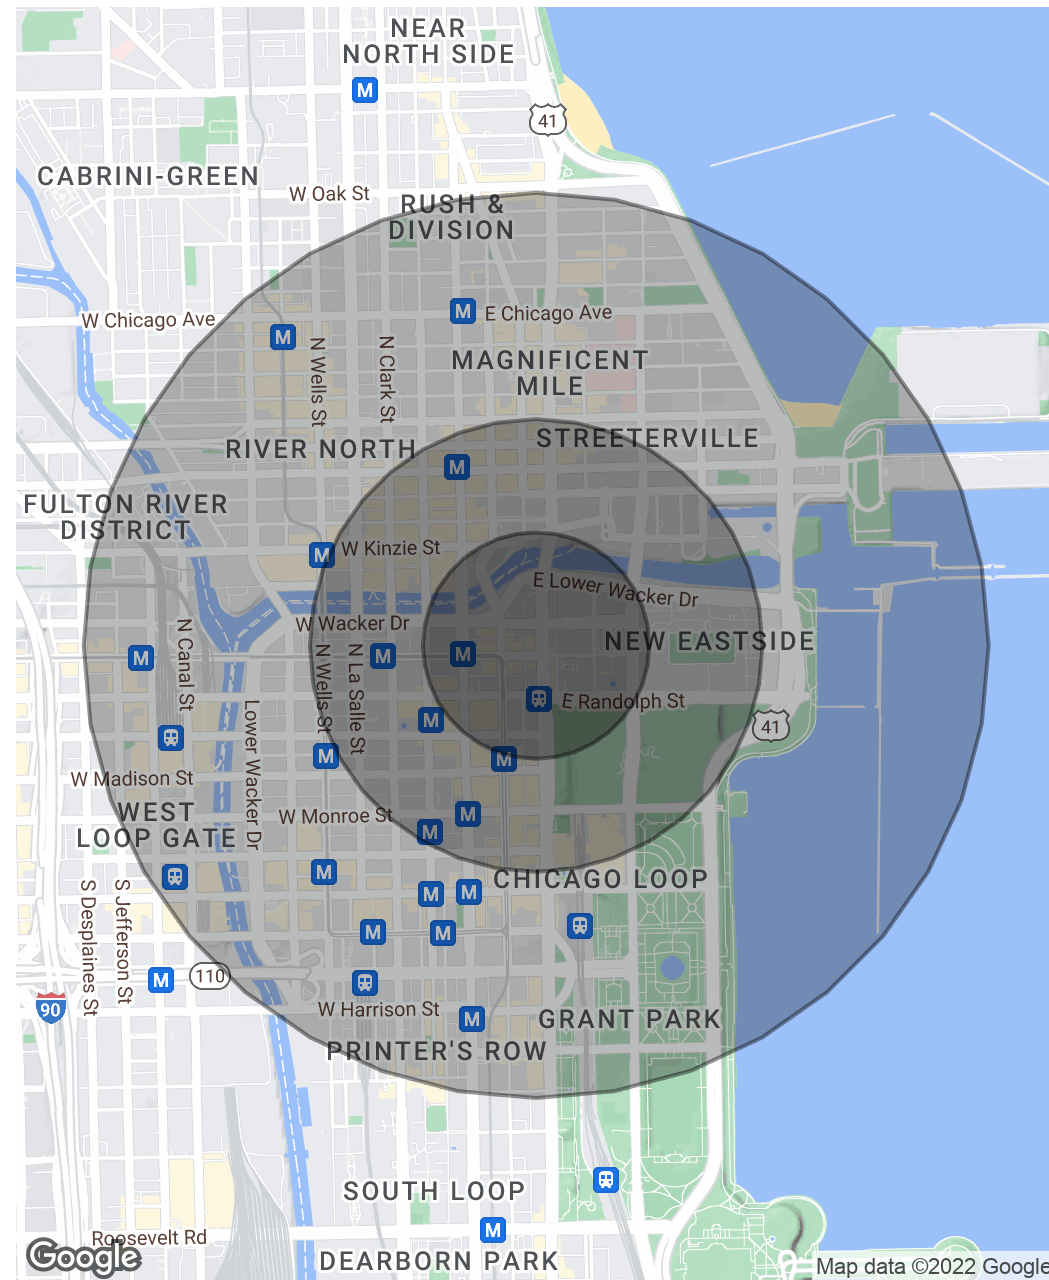 NEAR
NORTH SIDE
M
41
CABRINI-GREEN
W Oak St
RUSH &
DIVISION
W Chicago Ave
M
M
E Chicago Ave
N Wells St
N Clark St
MAGNIFICENT
MILE
STREETERVILLE
RIVER NORTH
M
FULTON RIVER
DISTRICT
M
W Kinzie St
E Lower Wacker Dr
W Wacker Dr
NEW EASTSIDE
M
N Canal St
N Wells St
N La Salle St
M
M
E Randolph St
M
41
Lower Wacker Dr
M
M
W Madison St
WEST
LOOP GATE
W Monroe St
M
M
M
CHICAGO LOOP
M
M
S Desplaines St
S Jefferson St
M
M
M
110
90
W Harrison St
M
GRANT PARK
PRINTER'S ROW
SOUTH LOOP
M
Roosevelt Rd
DEARBORN PARK
Google
Map data ©2022 Google